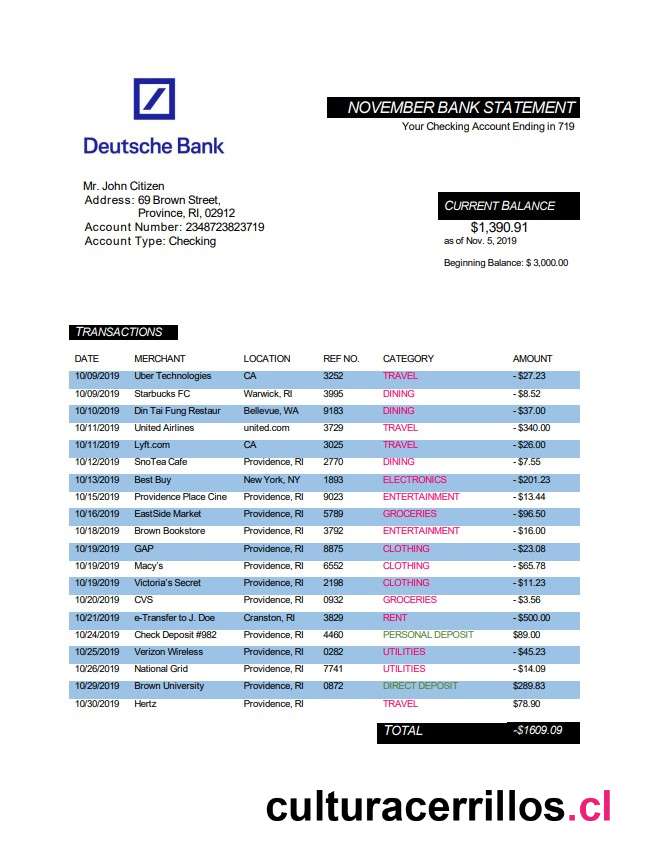 Deutsche Bank
NOVEMBER BANK STATEMENT
Your Checking Account Ending in 719
Mr. John Citizen
Address: 69 Brown Street,
Province, RI, 02912
Account Number: 2348723823719
Account Type: Checking
CURRENT BALANCE
$1,390.91
as of Nov. 5, 2019
Beginning Balance: $ 3,000.00
TRANSACTIONS
DATE MERCHANT LOCATION REF NO. CATEGORY AMOUNT
10/09/2019 Uber Technologies CA 3252 TRAVEL - $27.23
10/09/2019 Starbucks FC Warwick, RI 3995 DINING - $8.52
10/10/2019 Din Tai Fung Restaur Bellevue, WA 9183 DINING - $37.00
10/11/2019 United Airlines united.com 3729 TRAVEL - $340.00
10/11/2019 Lyft.com CA 3025 TRAVEL - $26.00
10/12/2019 SnoTea Cafe Providence, RI 2770 DINING - $7.55
10/13/2019 Best Buy New York, NY 1893 ELECTRONICS - $201.23
10/15/2019 Providence Place Cine Providence, RI 9023 ENTERTAINMENT - $13.44
10/16/2019 EastSide Market Providence, RI 5789 GROCERIES - $96.50
10/18/2019 Brown Bookstore Providence, RI 3792 ENTERTAINMENT - $16.00
10/19/2019 GAP Providence, RI 8875 CLOTHING - $23.08
10/19/2019 Macy's Providence, RI 6552 CLOTHING - $65.78
10/19/2019 Victoria's Secret Providence, RI 2198 CLOTHING - $11.23
10/20/2019 CVS Providence, RI 0932 GROCERIES - $3.56
10/21/2019 e-Transfer to J. Doe Cranston, RI 3829 RENT - $500.00
10/24/2019 Check Deposit #982 Providence, RI 4460 PERSONAL DEPOSIT $89.00
10/25/2019 Verizon Wireless Providence, RI 0282 UTILITIES - $45.23
10/26/2019 National Grid Providence, RI 7741 UTILITIES - $14.09
10/29/2019 Brown University Providence, RI 0872 DIRECT DEPOSIT $289.83
10/30/2019 Hertz Providence, RI TRAVEL $78.90
TOTAL -$1609.09
culturacerrillos.cl